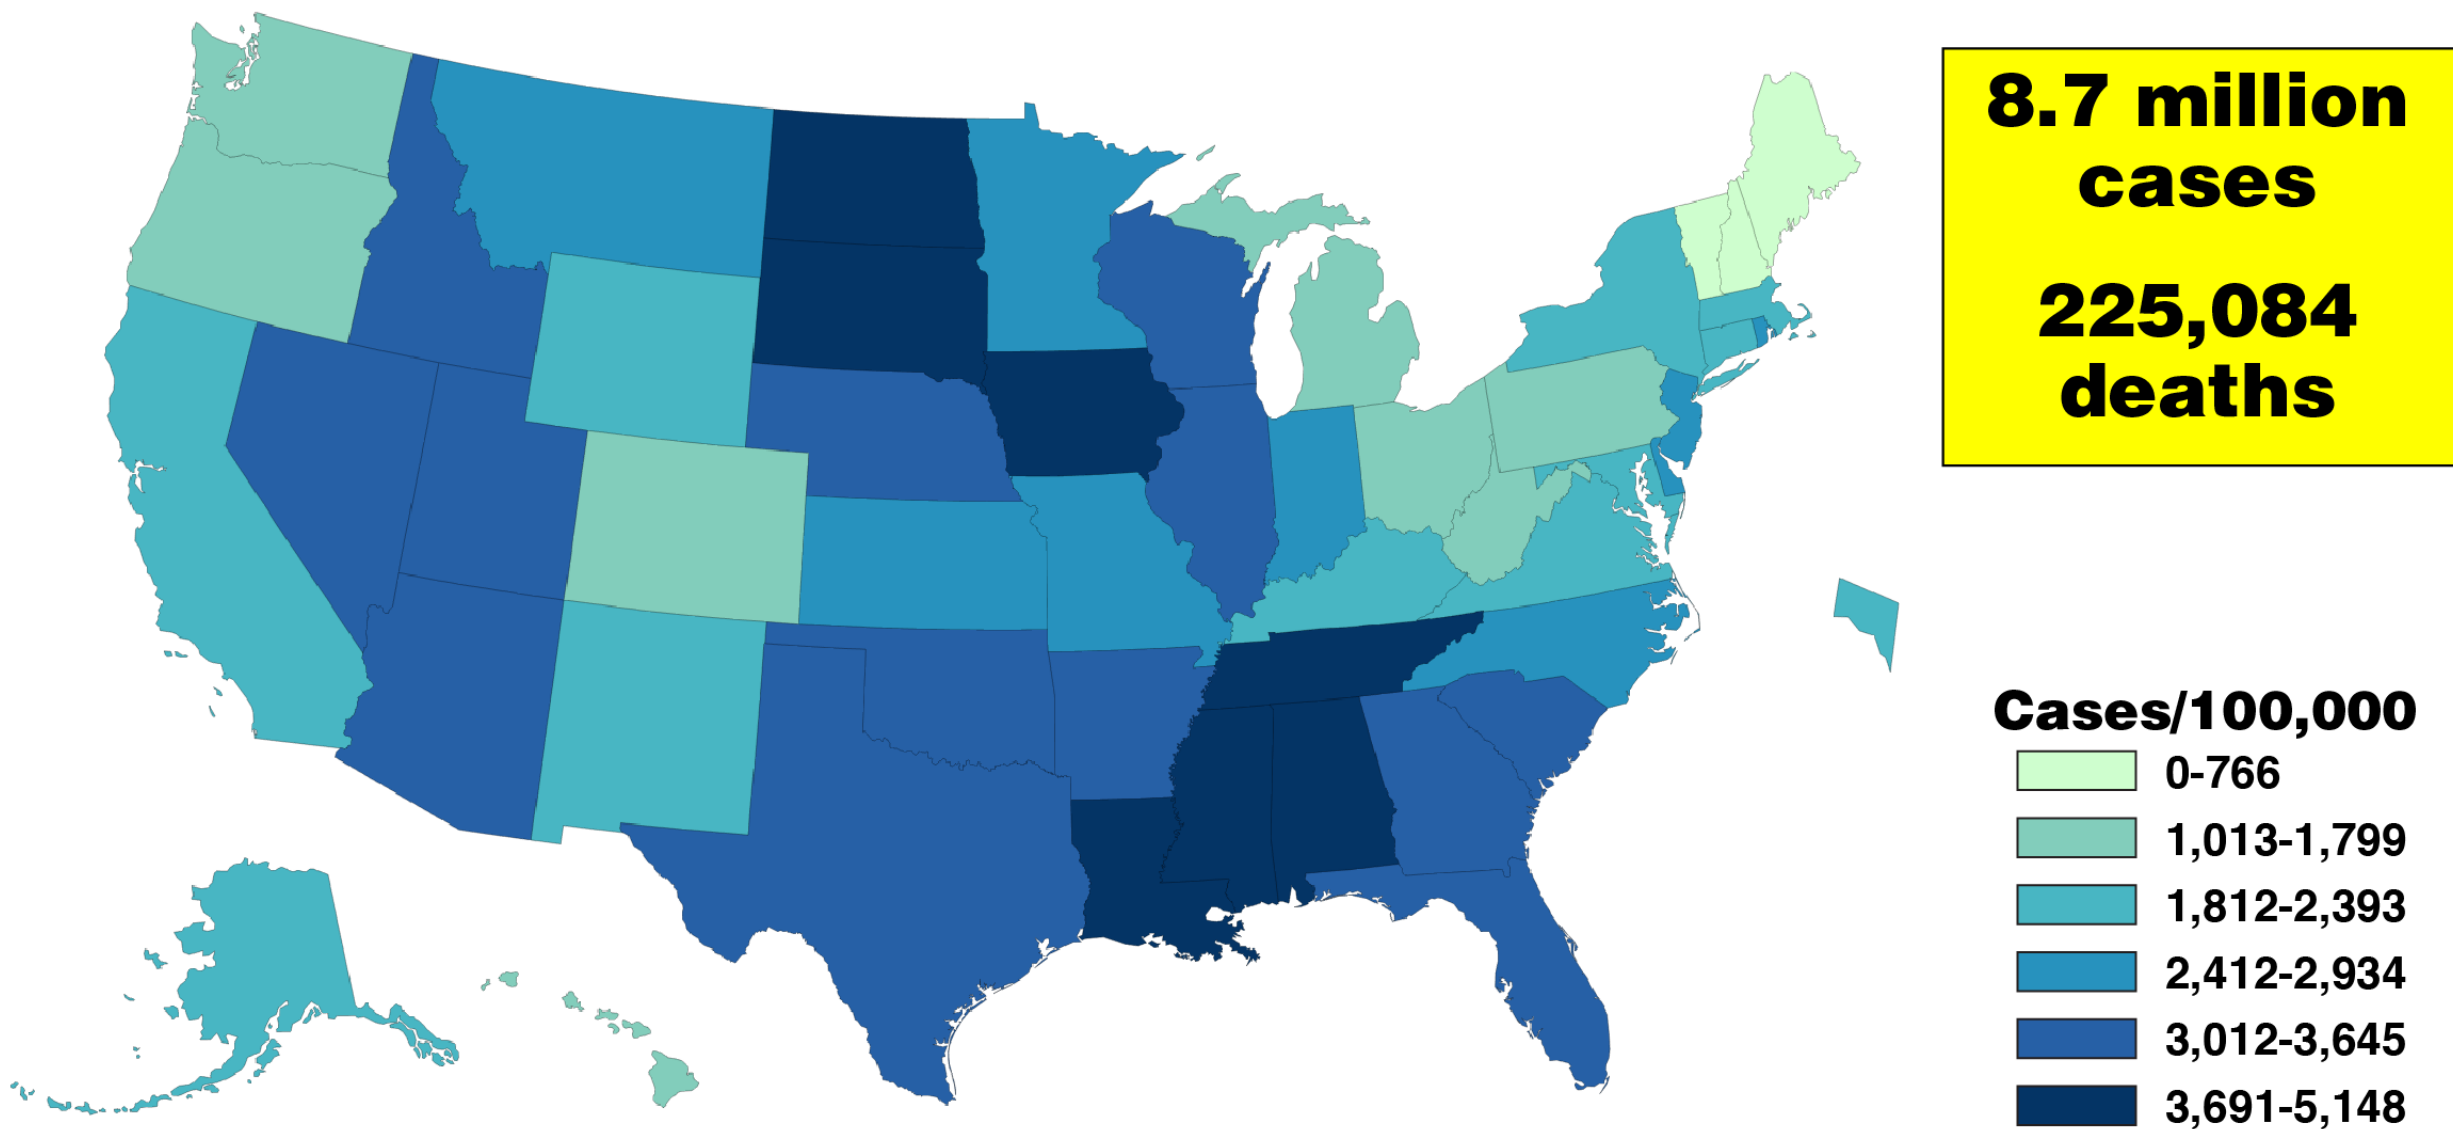 8.7 million
cases
225,084
deaths
Cases/100,000
0-766
1,013-1,799
1,812-2,393
2,412-2,934
3,012-3,645
3,691-5,148